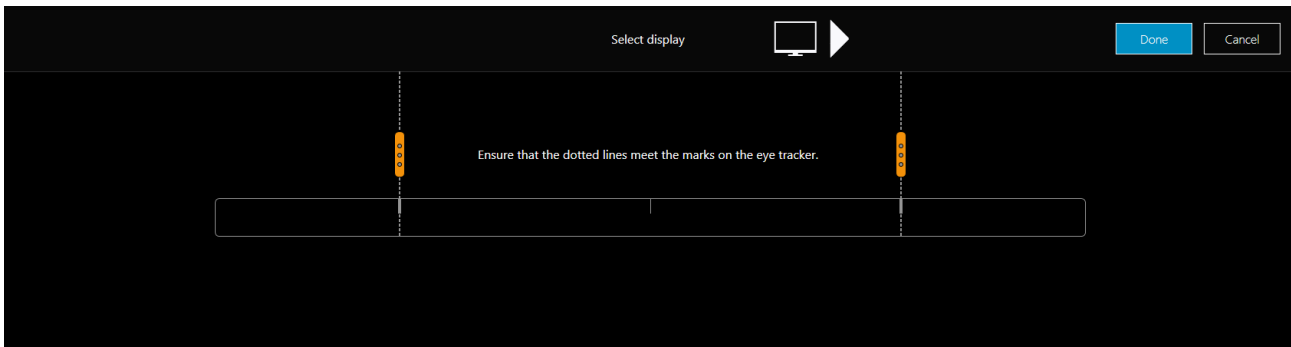 Select display
Done
Cancel
Ensure that the dotted lines meet the marks on the eye tracker.